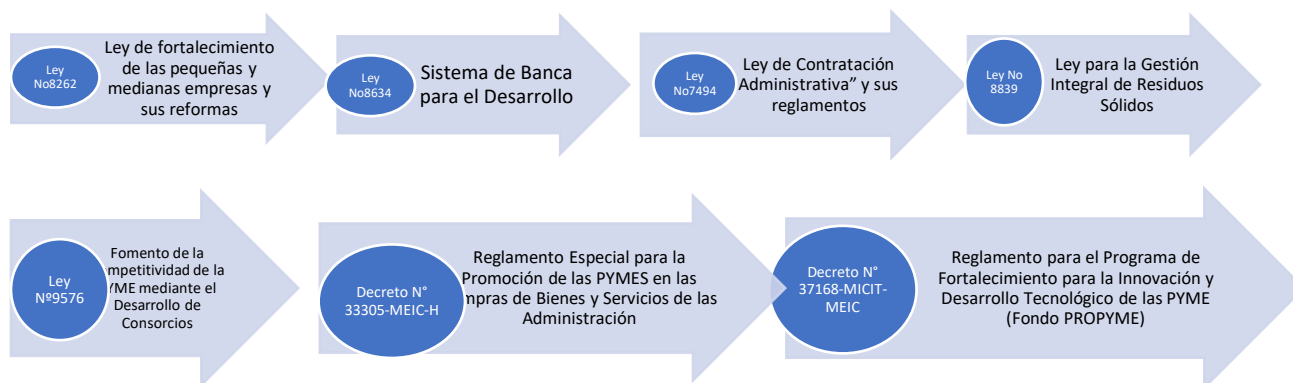 Ley
No8262
Ley de fortalecimiento
de las pequeñas y
medianas empresas y
sus reformas
Ley
No8634
Sistema de Banca
para el Desarrollo
Ley
No7494
Ley de Contratación
Administrativa” y sus
reglamentos
Ley No
8839
Ley para la Gestión
Integral de Residuos
Sólidos
Ley
Nº9576
Fomento de la
mpetitividad de la
YME mediante el
Desarrollo de
Consorcios
Decreto N°
33305-MEIC-H
Reglamento Especial para la
Promoción de las PYMES en las
mpras de Bienes y Servicios de las
Administración
Decreto N°
37168-MICIT-
MEIC
Reglamento para el Programa de
Fortalecimiento para la Innovación y
Desarrollo Tecnológico de las PYME
(Fondo PROPYME)